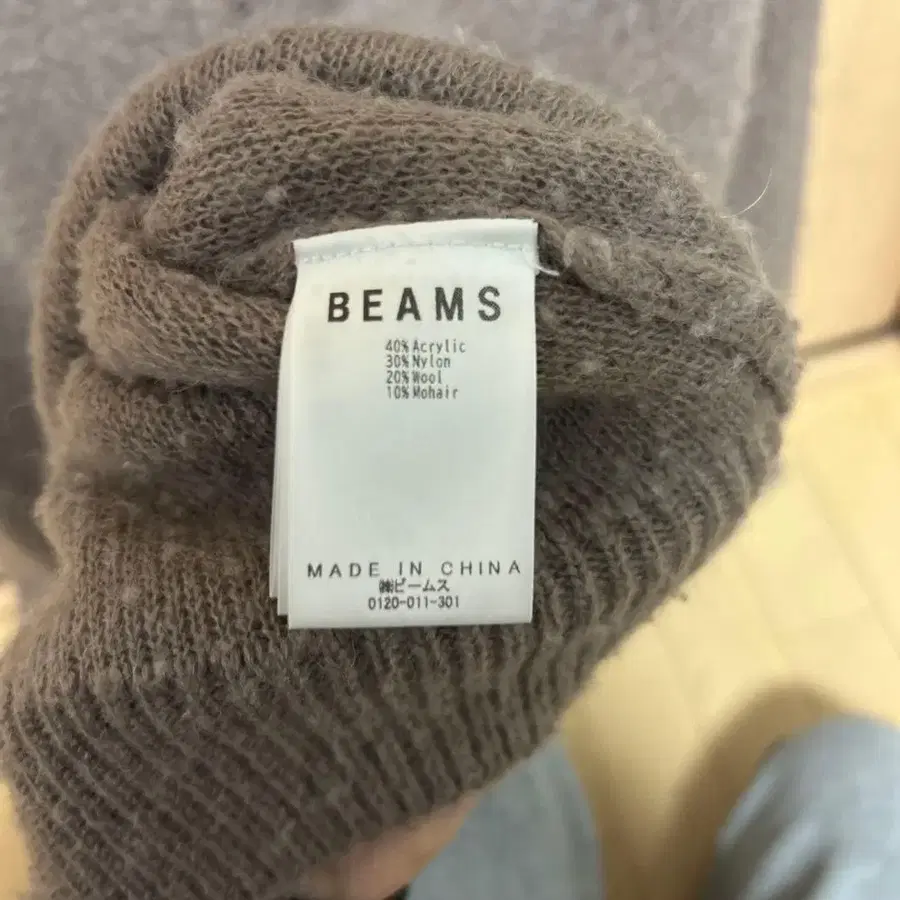 BEAMS
40%Acrylic
30%Nylon
20%Wool
10%Mohair
MADE IN CHINA
㈱ビームス
0120-011-301